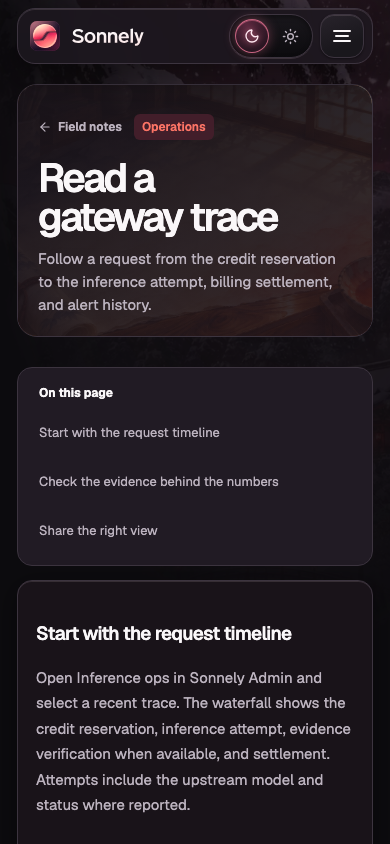 Sonnely
Field notes
Operations
Read a
gateway trace
Follow a request from the credit reservation
to the inference attempt, billing settlement,
and alert history.
On this page
Start with the request timeline
Check the evidence behind the numbers
Share the right view
Start with the request timeline
Open Inference ops in Sonnely Admin and
select a recent trace. The waterfall shows the
credit reservation, inference attempt, evidence
verification when available, and settlement.
Attempts include the upstream model and
status where reported.